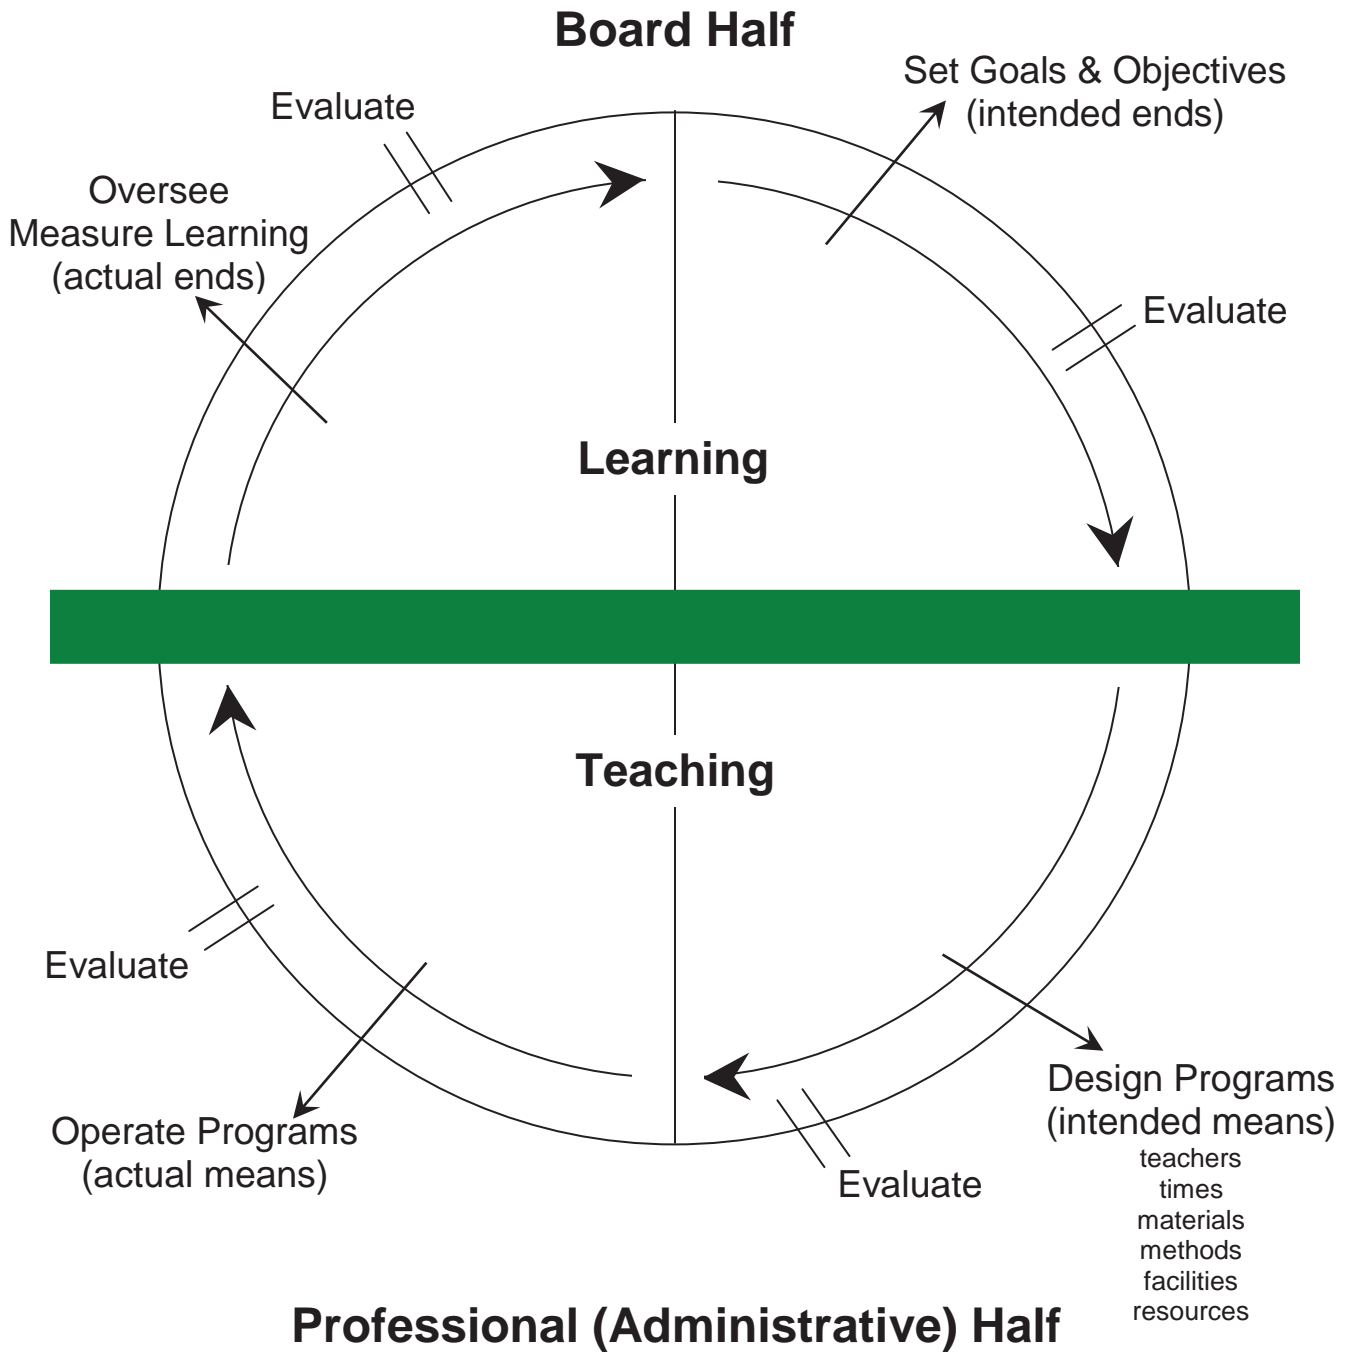 Board Half
Set Goals & Objectives
(intended ends)
Evaluate
Oversee
Measure Learning
(actual ends)
Evaluate
Learning
Teaching
Evaluate
Operate Programs
(actual means)
Design Programs
(intended means)
teachers
times
materials
methods
facilities
resources
Evaluate
Professional (Administrative) Half